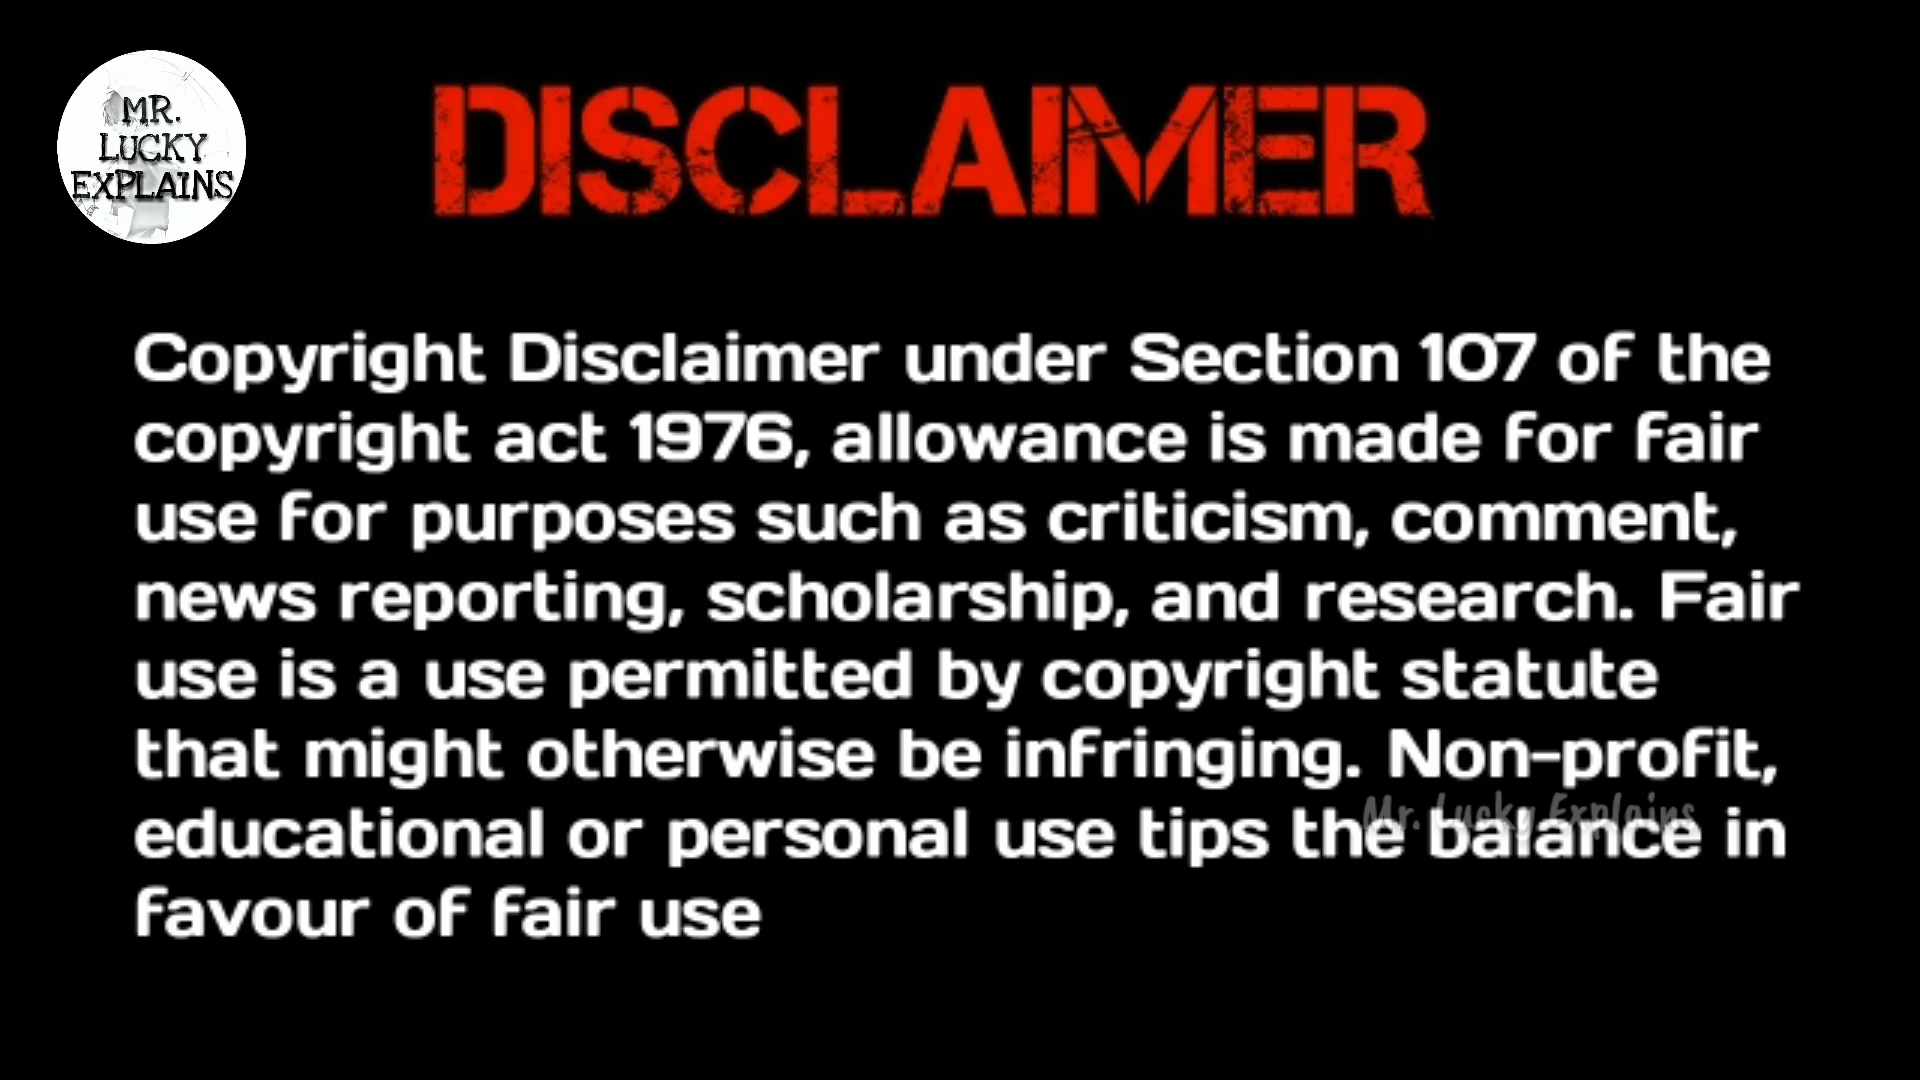 MR.
LUCKY
EXPLAINS
DISCLAIMER
Copyright Disclaimer under Section 107 of the
copyright act 1976, allowance is made for fair
use for purposes such as criticism, comment,
news reporting, scholarship, and research. Fair
use is a use permitted by copyright statute
that might otherwise be infringing. Non-profit,
Mr. Lucky Explains
educational or personal use tips the balance in
favour of fair use